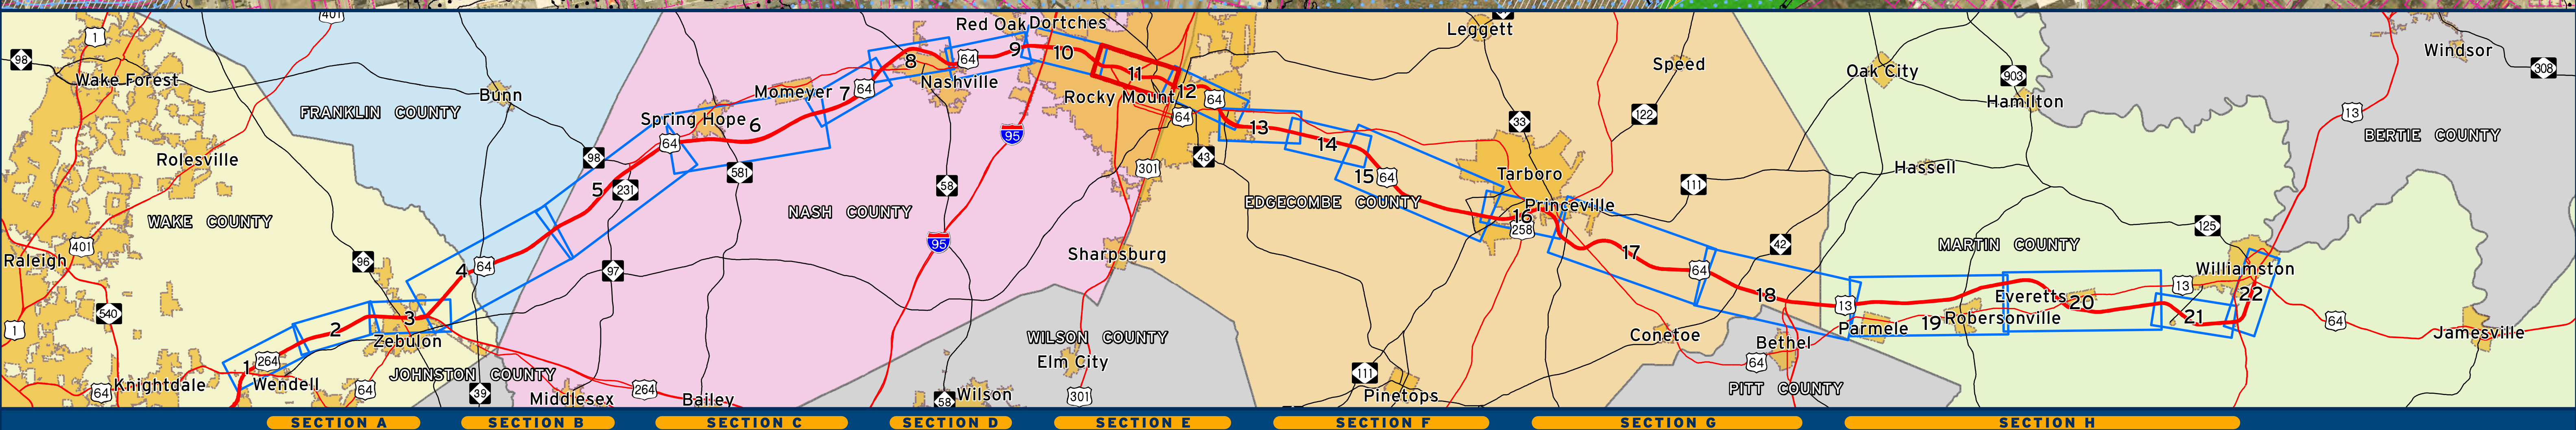 401
Red Oak
Dortches
Leggett
Windsor
1
98
Wake Forest
308
8
64
9
10
Nashville
11
Rocky Mount
12
64
64
Speed
Oak City
903
Hamilton
Bunn
FRANKLIN COUNTY
Momeyer
7
64
Spring Hope
6
64
95
13
14
33
122
13
BERTIE COUNTY
Rolesville
98
581
43
301
15
64
Tarboro
Hassell
5
231
58
111
WAKE COUNTY
NASH COUNTY
EDGECOMBE COUNTY
Princeville
16
258
125
401
Raleigh
96
4
64
97
95
Sharpsburg
17
64
42
MARTIN COUNTY
Williamston
540
1
2
3
Zebulon
18
13
Everetts
20
13
22
Parmele
19
Robersonville
21
64
Jamesville
WILSON COUNTY
Elm City
Conetoe
Bethel
64
1
264
Wendell
64
Knightdale
64
JOHNSTON COUNTY
39
Middlesex
264
Bailey
58
Wilson
301
111
Pinetops
PITT COUNTY
SECTION A
SECTION B
SECTION C
SECTION D
SECTION E
SECTION F
SECTION G
SECTION H